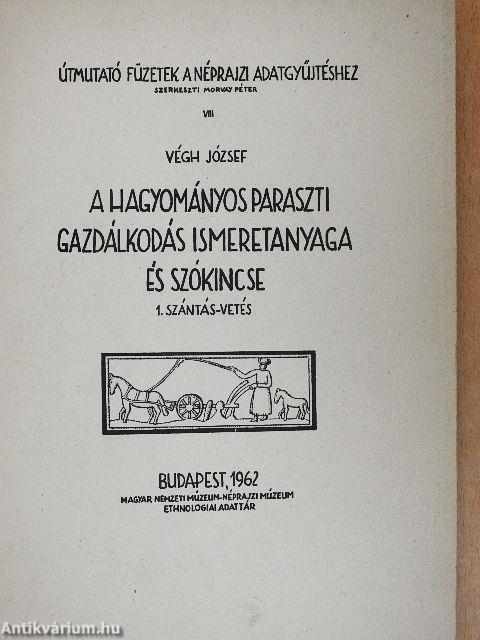 ÚTMUTATÓ FÜZETEK A NÉPRAJZI ADATGYŰJTÉSHEZ
SZERKESZTI MORVAY PÉTER
VIII
VÉGH JÓZSEF
A HAGYOMÁNYOS PARASZTI
GAZDÁLKODÁS ISMERETANYAGA
ÉS SZÓKINCSE
1. SZÁNTÁS-VETÉS
BUDAPEST, 1962
MAGYAR NEMZETI MÚZEUM-NÉPRAJZI MÚZEUM
ETHNOLOGIAI ADATTÁR
Antikvárium.hu